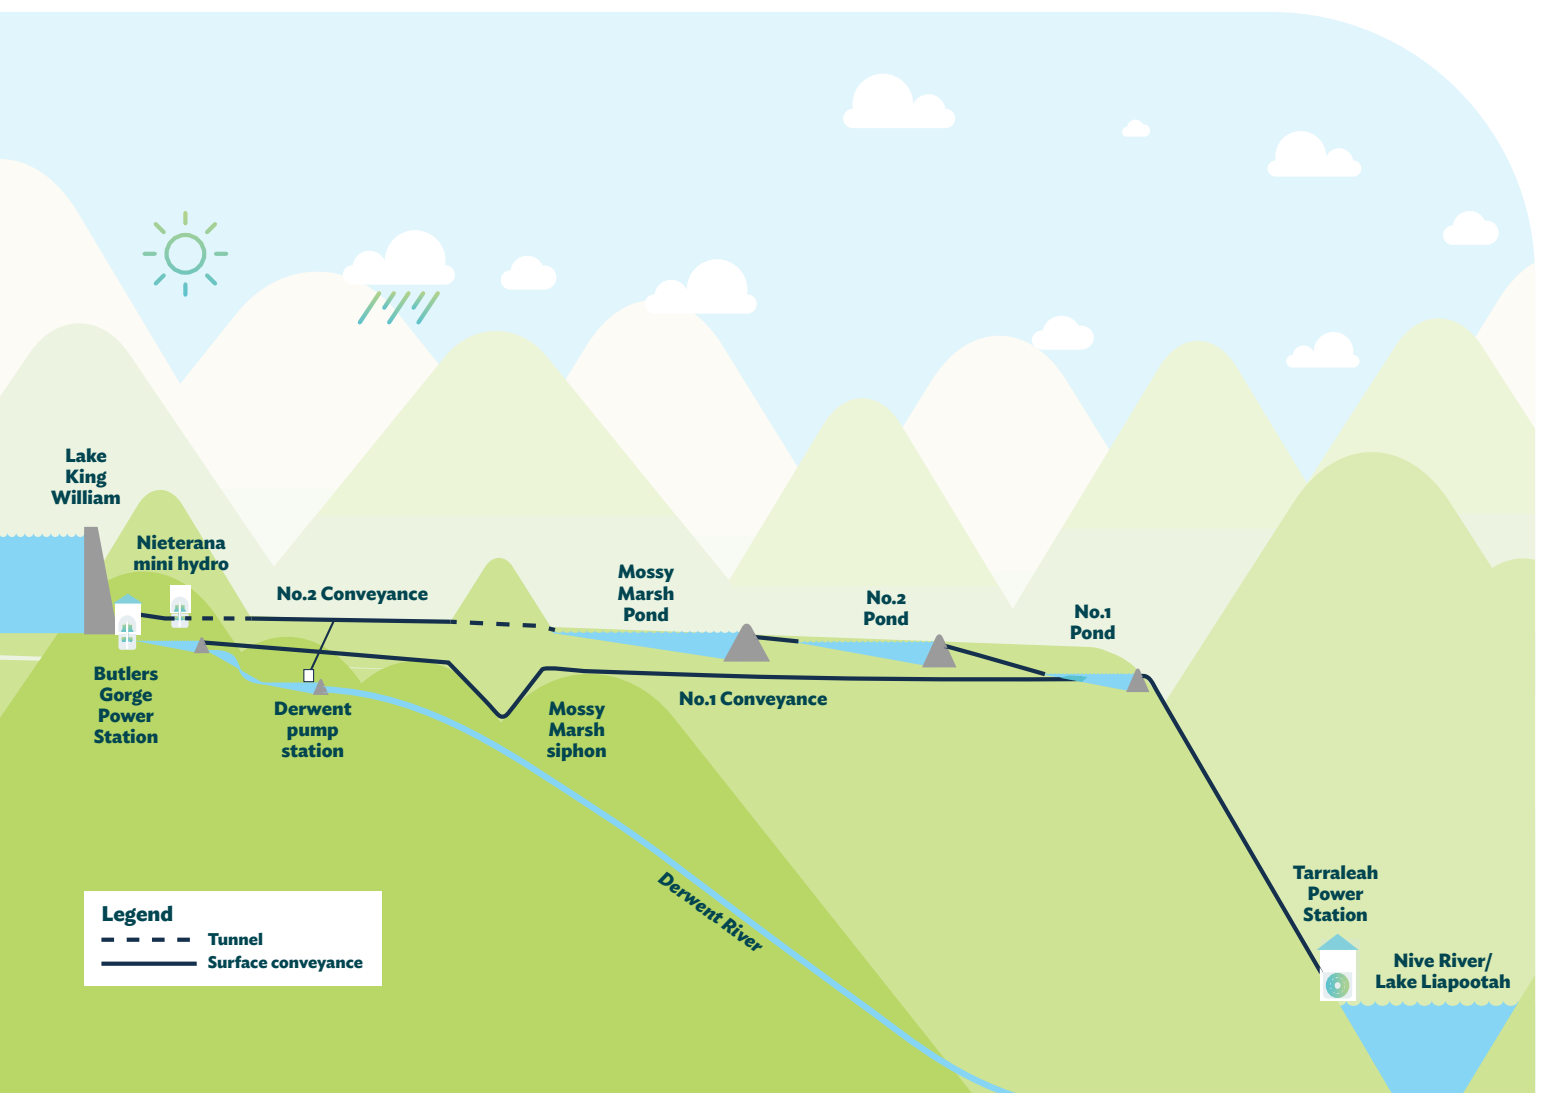 Lake
King
William
Nieterana
mini hydro
No.2 Conveyance
Mossy
Marsh
Pond
No.2
Pond
No.1
Pond
Butlers
Gorge
Power
Station
Derwent
pump
station
Mossy
Marsh
siphon
No.1 Conveyance
Derwent River
Tarraleah
Power
Station
Nive River/
Lake Liapootah
Legend
Tunnel
Surface conveyance